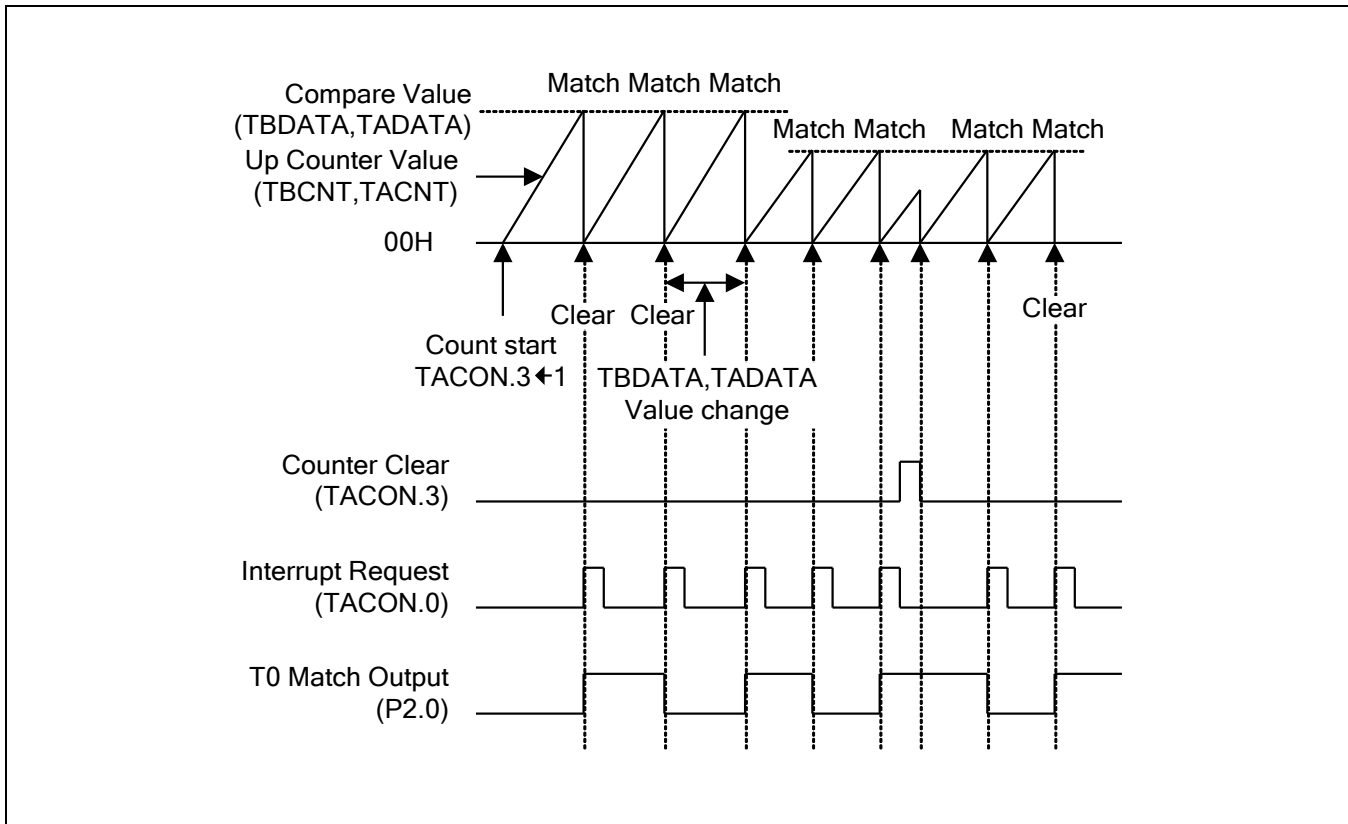 Match Match Match
Compare Value
(TBDATA,TADATA)
Match Match
Match Match
Up Counter Value
(TBCNT,TACNT)
00H
Clear
Clear
Clear
Count start
TACON.3←1
TBDATA,TADATA
Value change
Counter Clear
(TACON.3)
Interrupt Request
(TACON.0)
T0 Match Output
(P2.0)